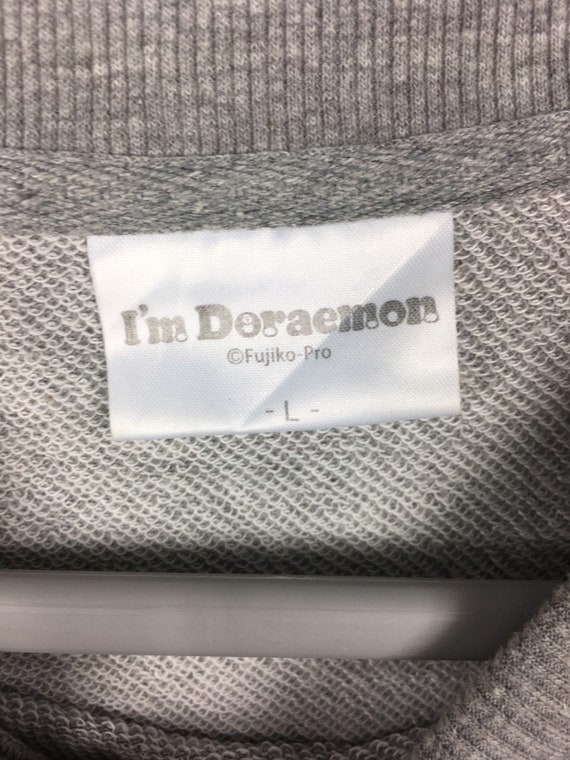 I'm Doraemon
©Fujiko-Pro
- L -